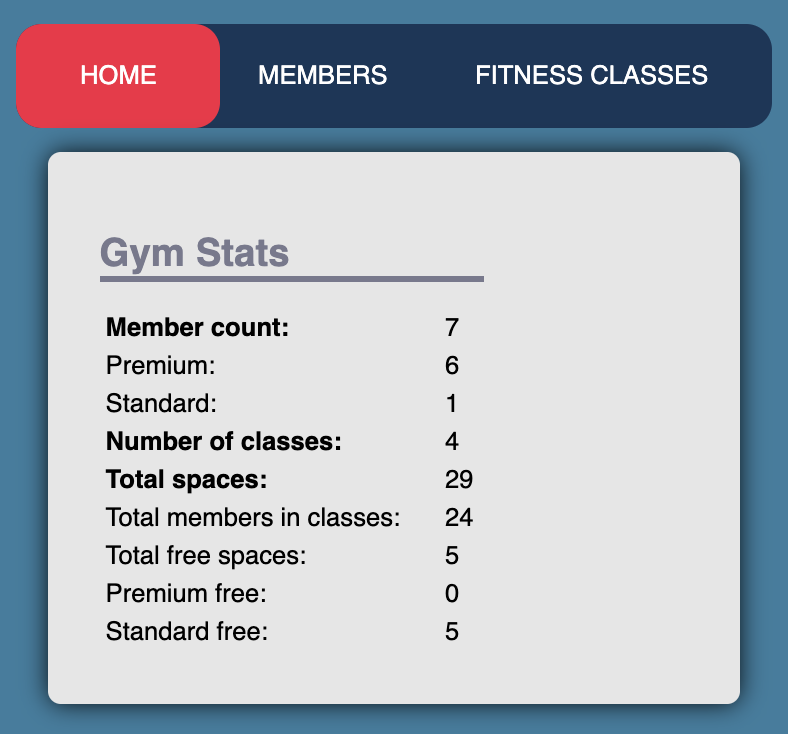 HOME MEMBERS FITNESS CLASSES
Gym Stats
Member count: 7
Premium: 6
Standard: 1
Number of classes: 4
Total spaces: 29
Total members in classes: 24
Total free spaces: 5
Premium free: 0
Standard free: 5